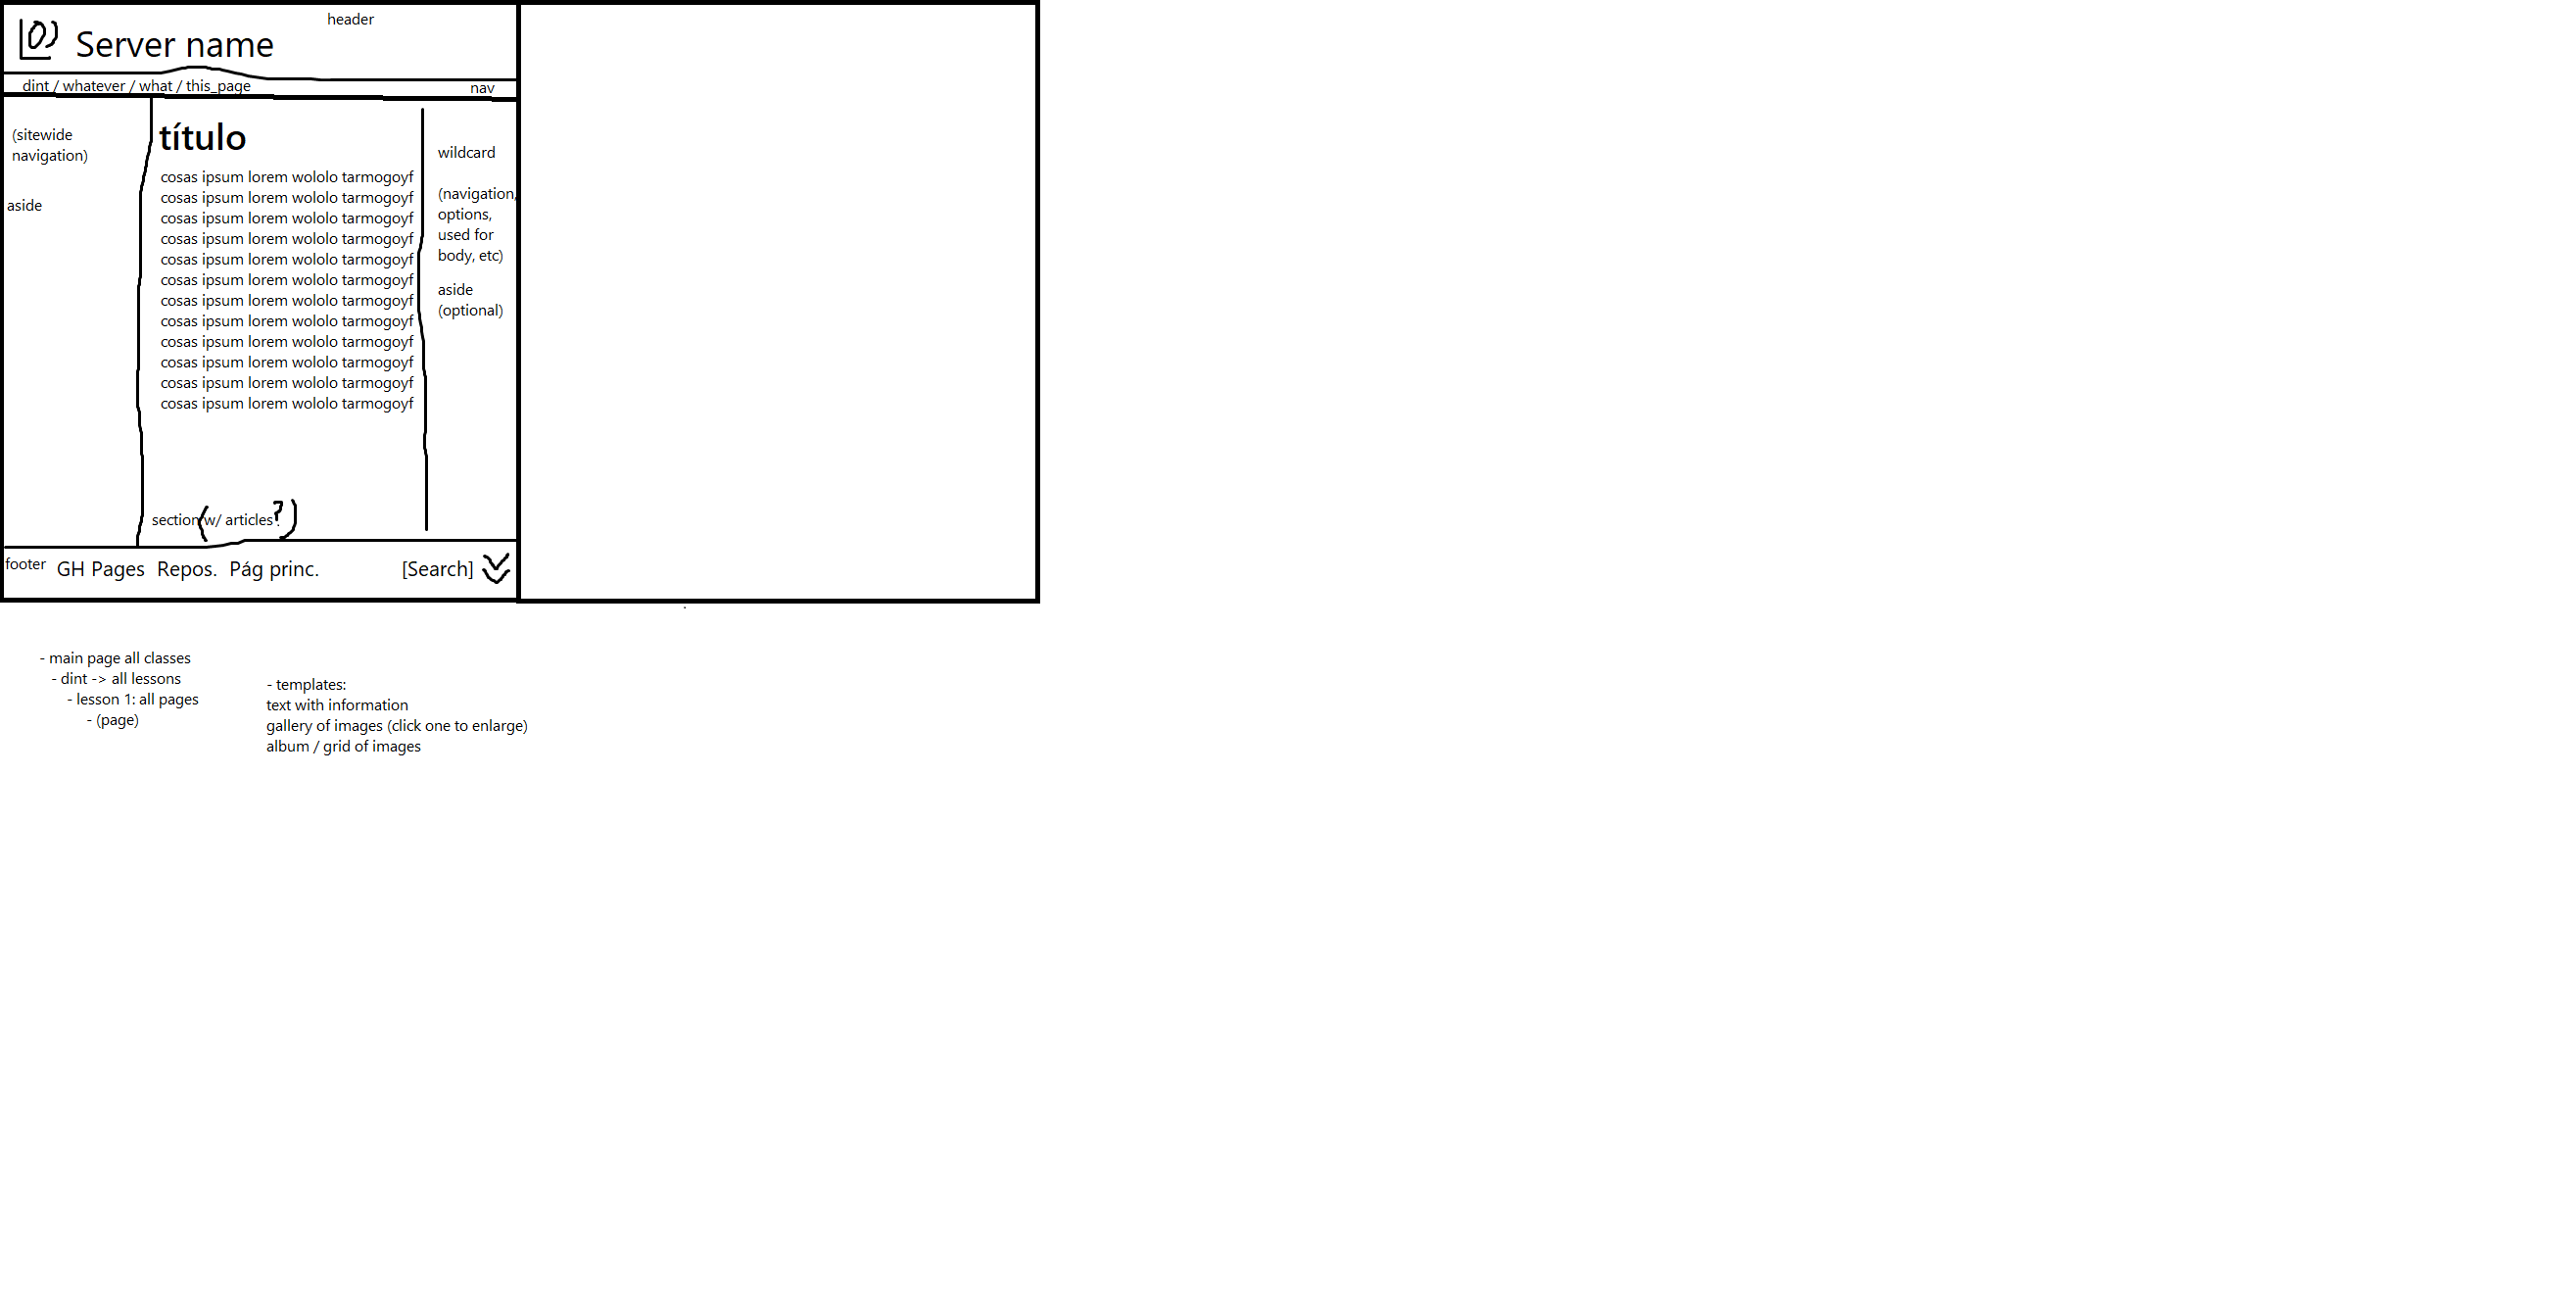 header
Server name
dint / whatever / what / this_page
nav
(sitewide
navigation)
aside
título
cosas ipsum lorem wololo tarmogoyf
cosas ipsum lorem wololo tarmogoyf
cosas ipsum lorem wololo tarmogoyf
cosas ipsum lorem wololo tarmogoyf
cosas ipsum lorem wololo tarmogoyf
cosas ipsum lorem wololo tarmogoyf
cosas ipsum lorem wololo tarmogoyf
cosas ipsum lorem wololo tarmogoyf
cosas ipsum lorem wololo tarmogoyf
cosas ipsum lorem wololo tarmogoyf
cosas ipsum lorem wololo tarmogoyf
cosas ipsum lorem wololo tarmogoyf
section (w/ articles?)
wildcard
(navigation,
options,
used for
body, etc)
aside
(optional)
footer
GH Pages Repos. Pág princ.
[Search]
- main page all classes
- dint -> all lessons
- lesson 1: all pages
- (page)
- templates:
text with information
gallery of images (click one to enlarge)
album / grid of images